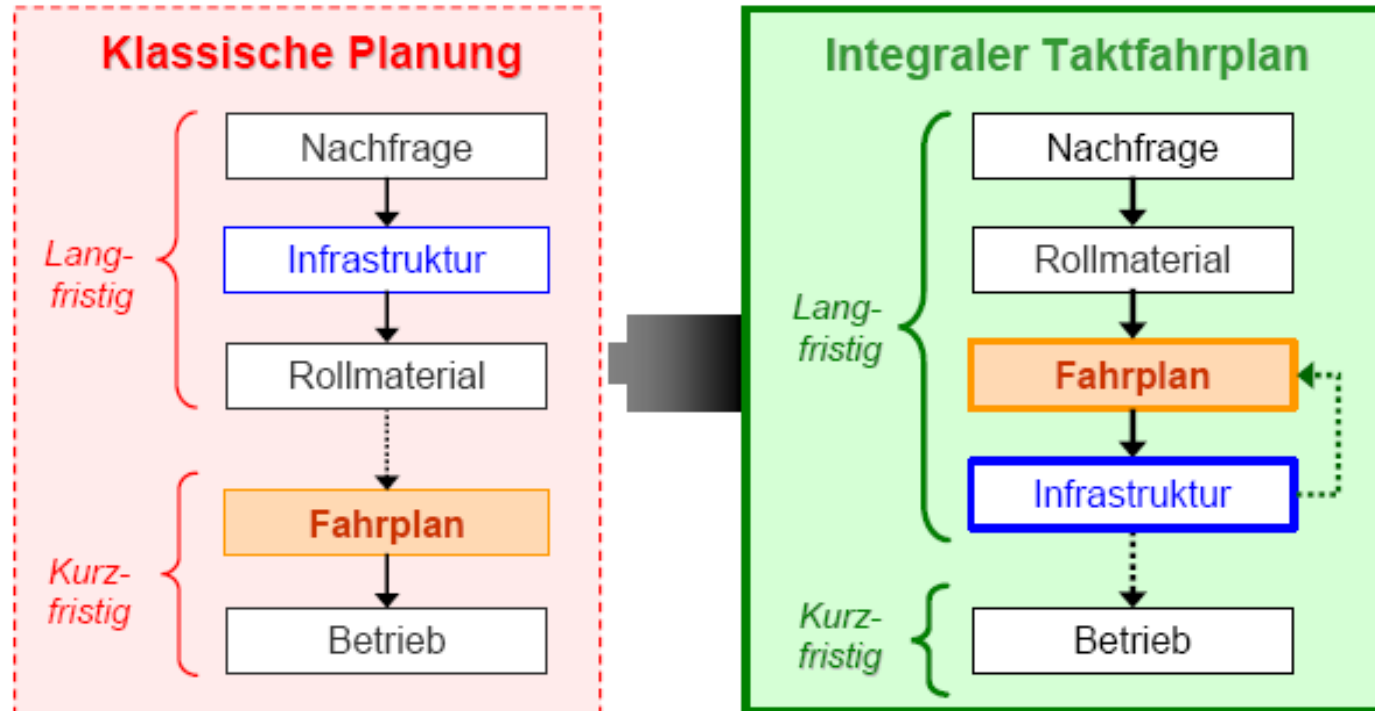 Klassische Planung
Nachfrage
Infrastruktur
Rollmaterial
Lang-
fristig
Fahrplan
Betrieb
Kurz-
fristig
Integraler Taktfahrplan
Nachfrage
Rollmaterial
Fahrplan
Infrastruktur
Lang-
fristig
Betrieb
Kurz-
fristig